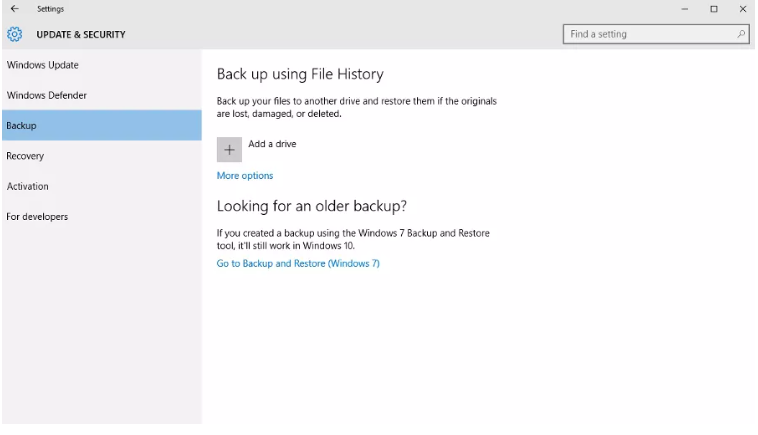 Settings
UPDATE & SECURITY
Find a setting
Windows Update
Windows Defender
Backup
Recovery
Activation
For developers
Back up using File History
Back up your files to another drive and restore them if the originals
are lost, damaged, or deleted.
Add a drive
More options
Looking for an older backup?
If you created a backup using the Windows 7 Backup and Restore
tool, it'll still work in Windows 10.
Go to Backup and Restore (Windows 7)